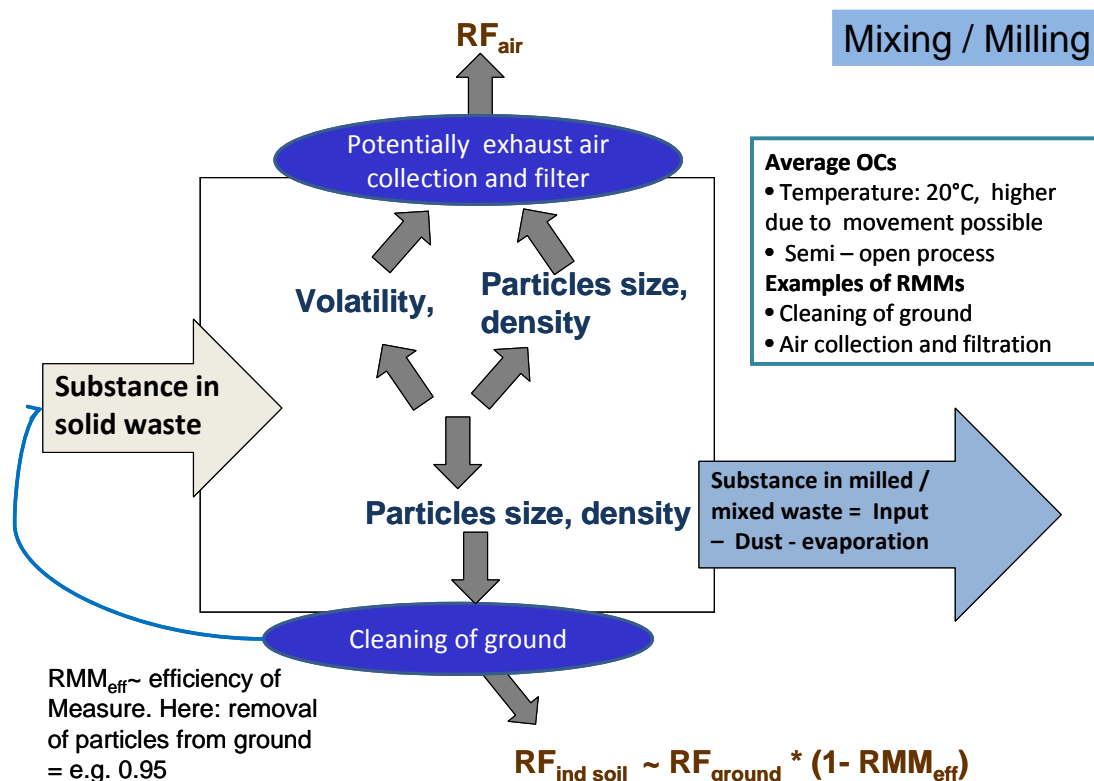 Mixing / Milling
RFair
Potentially exhaust air
collection and filter
Average OCs
• Temperature: 20°C, higher
due to movement possible
• Semi – open process
Examples of RMMs
• Cleaning of ground
• Air collection and filtration
Volatility,
Particles size,
density
Substance in
solid waste
Particles size, density
Substance in milled /
mixed waste = Input
– Dust - evaporation
Cleaning of ground
RMMeff~ efficiency of
Measure. Here: removal
of particles from ground
= e.g. 0.95
RFind soil ~ RFground * (1- RMMeff)